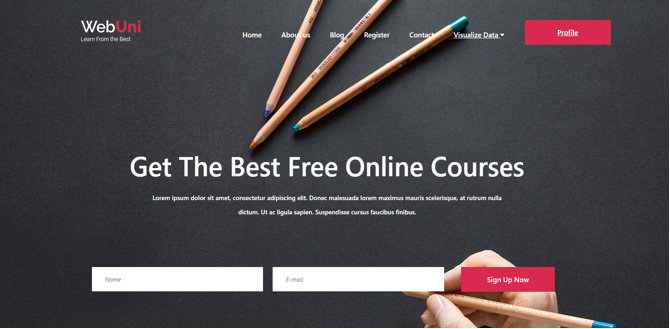 WebUni
Learn From the Best
Home About us Blog Register Contact Visualize Data
Profile
Get The Best Free Online Courses
Lorem ipsum dolor sit amet, consectetur adipiscing elit. Donec malesuada lorem maximus mauris scelerisque, at rutrum nulla
dictum. Ut ac ligula sapien. Suspendisse cursus faucibus finibus.
Name
E-mail
Sign Up Now